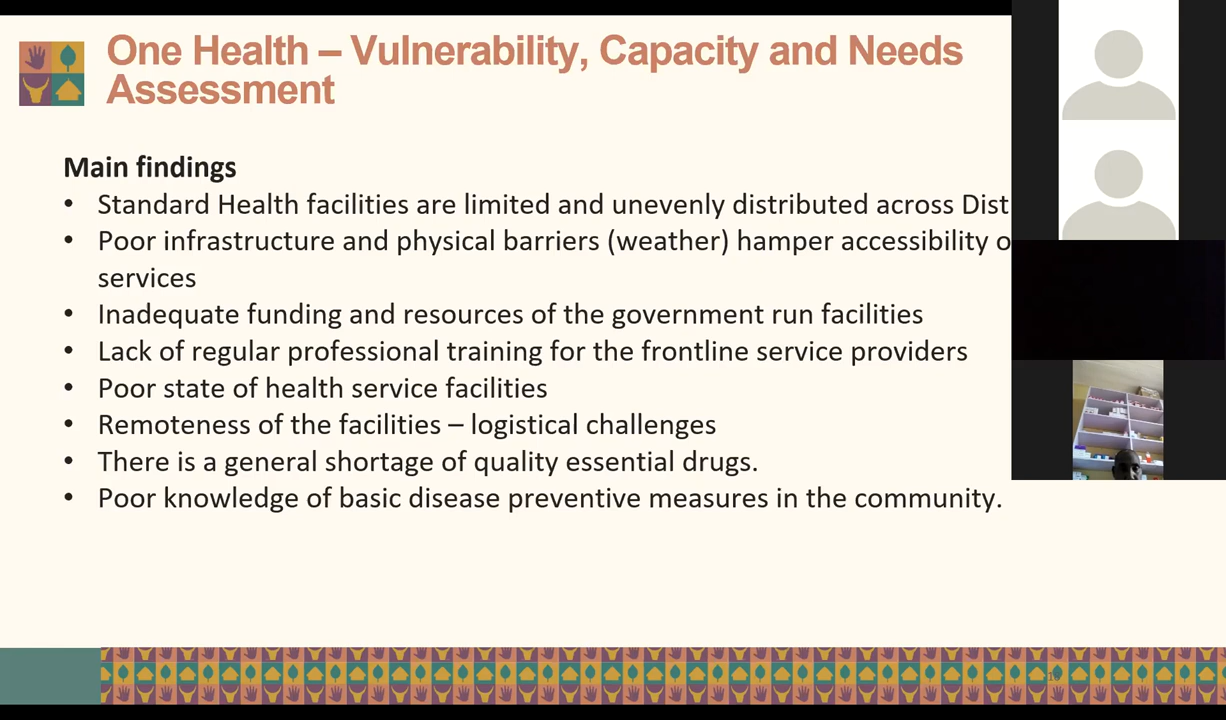 One Health – Vulnerability, Capacity and Needs
Assessment
Main findings
• Standard Health facilities are limited and unevenly distributed across Dist
• Poor infrastructure and physical barriers (weather) hamper accessibility o
services
• Inadequate funding and resources of the government run facilities
• Lack of regular professional training for the frontline service providers
• Poor state of health service facilities
• Remoteness of the facilities – logistical challenges
• There is a general shortage of quality essential drugs.
• Poor knowledge of basic disease preventive measures in the community.